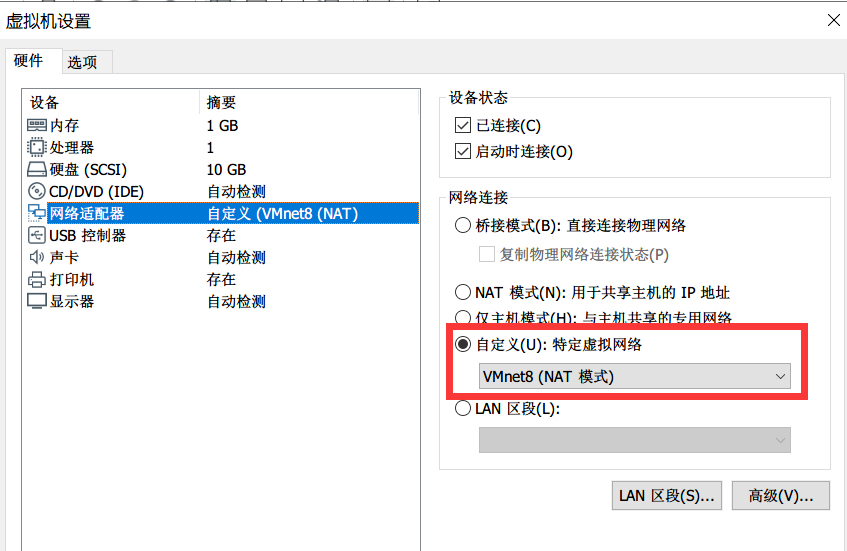 虚拟机设置
硬件 选项
设备 摘要
内存 1 GB
处理器 1
硬盘 (SCSI) 10 GB
CD/DVD (IDE) 自动检测
网络适配器 自定义 (VMnet8 (NAT)
USB 控制器 存在
声卡 自动检测
打印机 存在
显示器 自动检测
设备状态
已连接(C)
启动时连接(O)
网络连接
桥接模式(B): 直接连接物理网络
复制物理网络连接状态(P)
NAT 模式(N): 用于共享主机的 IP 地址
仅主机模式(H): 与主机共享的专用网络
自定义(U): 特定虚拟网络
VMnet8 (NAT 模式)
LAN 区段(L):
LAN 区段(S)... 高级(V)...